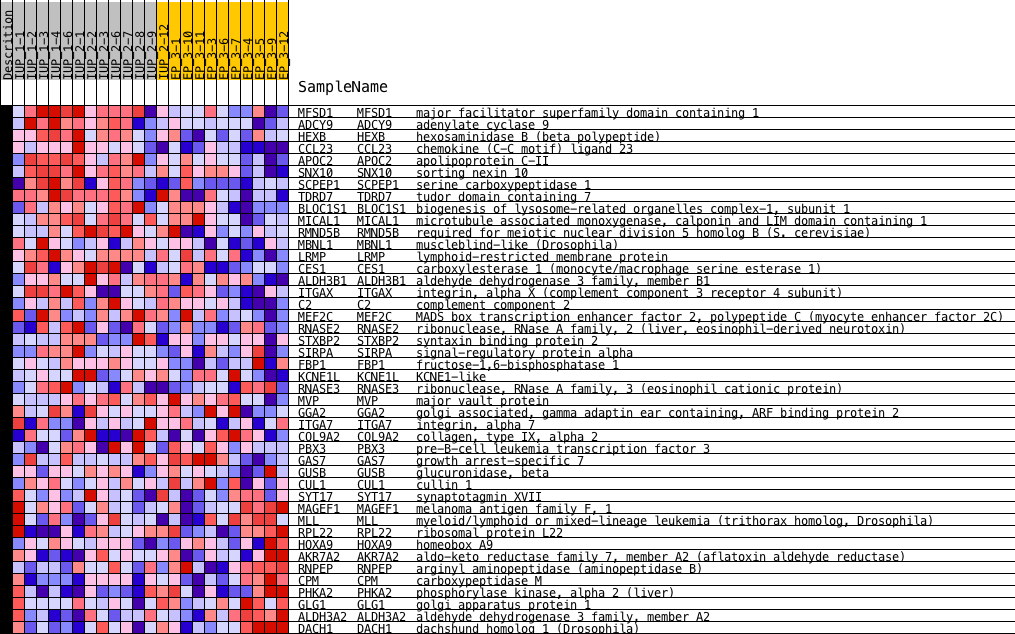 Descrition
IUP_1-1
IUP_1-2
IUP_1-3
IUP_1-4
IUP_1-6
IUP_2-1
IUP_2-2
IUP_2-3
IUP_2-6
IUP_2-7
IUP_2-8
IUP_2-9
IUP_2-12
EP_3-1
EP_3-10
EP_3-11
EP_3-3
EP_3-6
EP_3-7
EP_3-4
EP_3-5
EP_3-9
EP_3-12
SampleName
MFSD1 MFSD1 major facilitator superfamily domain containing 1
ADCY9 ADCY9 adenylate cyclase 9
HEXB HEXB hexosaminidase B (beta polypeptide)
CCL23 CCL23 chemokine (C-C motif) ligand 23
APOC2 APOC2 apolipoprotein C-II
SNX10 SNX10 sorting nexin 10
SCPEP1 SCPEP1 serine carboxypeptidase 1
TDRD7 TDRD7 tudor domain containing 7
BLOC1S1 BLOC1S1 biogenesis of lysosome-related organelles complex-1, subunit 1
MICAL1 MICAL1 microtubule associated monoxygenase, calponin and LIM domain containing 1
RMND5B RMND5B required for meiotic nuclear division 5 homolog B (S. cerevisiae)
MBNL1 MBNL1 muscleblind-like (Drosophila)
LRMP LRMP lymphoid-restricted membrane protein
CES1 CES1 carboxylesterase 1 (monocyte/macrophage serine esterase 1)
ALDH3B1 ALDH3B1 aldehyde dehydrogenase 3 family, member B1
ITGAX ITGAX integrin, alpha X (complement component 3 receptor 4 subunit)
C2 C2 complement component 2
MEF2C MEF2C MADS box transcription enhancer factor 2, polypeptide C (myocyte enhancer factor 2C)
RNASE2 RNASE2 ribonuclease, RNase A family, 2 (liver, eosinophil-derived neurotoxin)
STXBP2 STXBP2 syntaxin binding protein 2
SIRPA SIRPA signal-regulatory protein alpha
FBP1 FBP1 fructose-1,6-bisphosphatase 1
KCNE1L KCNE1L KCNE1-like
RNASE3 RNASE3 ribonuclease, RNase A family, 3 (eosinophil cationic protein)
MVP MVP major vault protein
GGA2 GGA2 golgi associated, gamma adaptin ear containing, ARF binding protein 2
ITGA7 ITGA7 integrin, alpha 7
COL9A2 COL9A2 collagen, type IX, alpha 2
PBX3 PBX3 pre-B-cell leukemia transcription factor 3
GAS7 GAS7 growth arrest-specific 7
GUSB GUSB glucuronidase, beta
CUL1 CUL1 cullin 1
SYT17 SYT17 synaptotagmin XVII
MAGEF1 MAGEF1 melanoma antigen family F, 1
MLL MLL myeloid/lymphoid or mixed-lineage leukemia (trithorax homolog, Drosophila)
RPL22 RPL22 ribosomal protein L22
HOXA9 HOXA9 homeobox A9
AKR7A2 AKR7A2 aldo-keto reductase family 7, member A2 (aflatoxin aldehyde reductase)
RNPEP RNPEP arginyl aminopeptidase (aminopeptidase B)
CPM CPM carboxypeptidase M
PHKA2 PHKA2 phosphorylase kinase, alpha 2 (liver)
GLG1 GLG1 golgi apparatus protein 1
ALDH3A2 ALDH3A2 aldehyde dehydrogenase 3 family, member A2
DACH1 DACH1 dachshund homolog 1 (Drosophila)